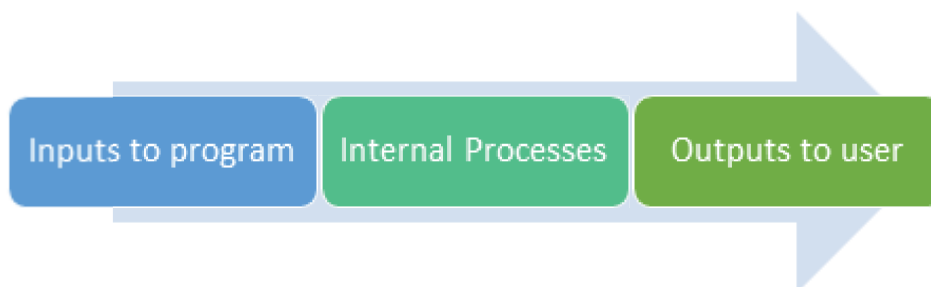 Inputs to program
Internal Processes
Outputs to user